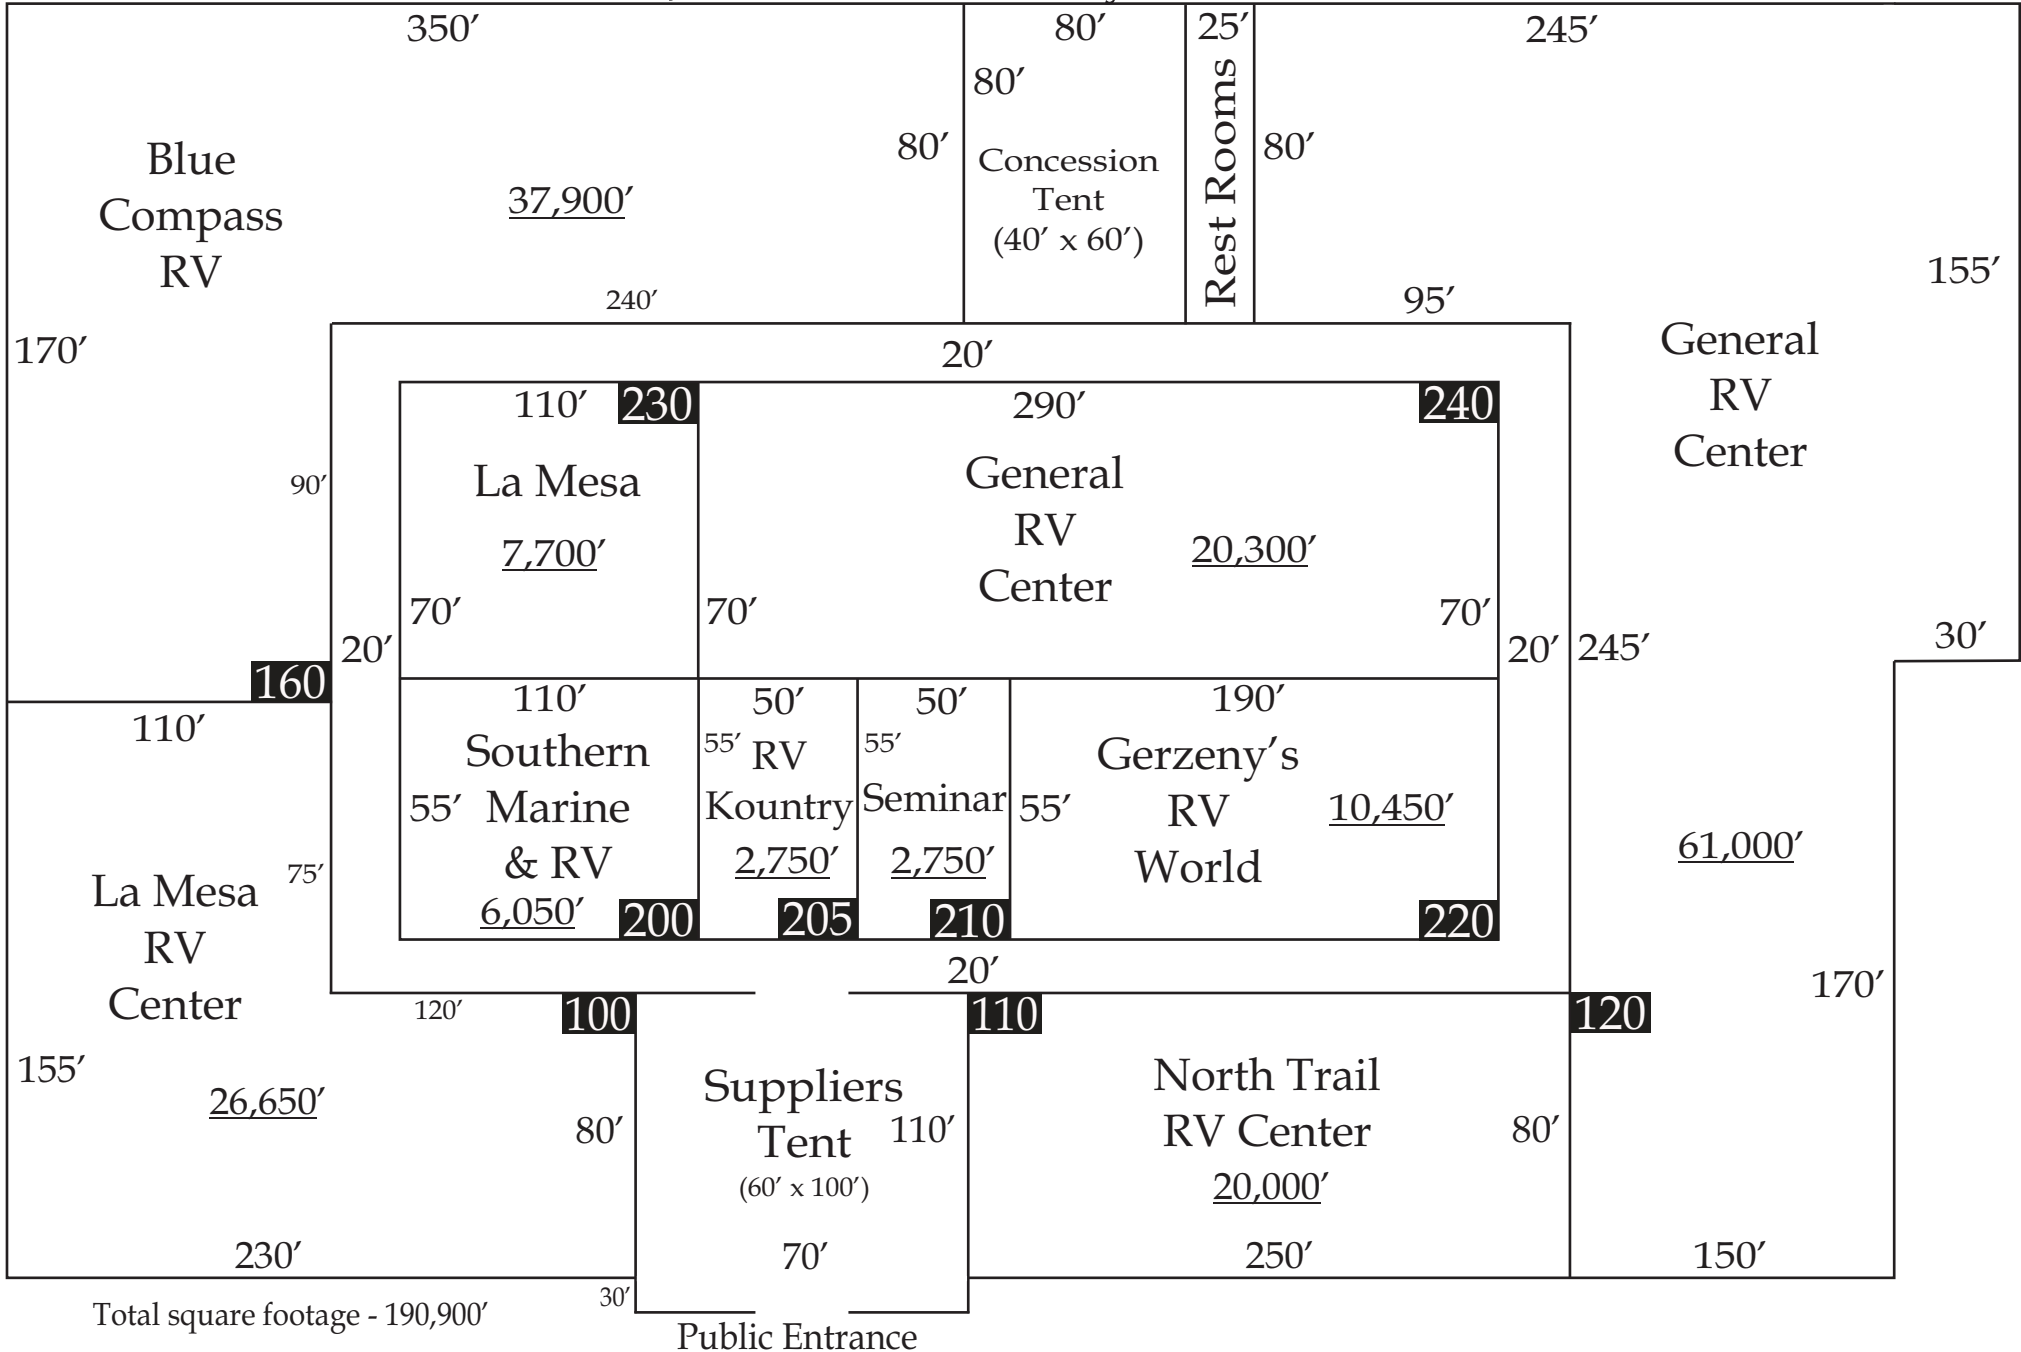 350′
80′
25′
245′
80′
80′
80′
Blue
Compass
RV
37,900′
Concession
Tent
(40′ x 60′)
Rest Rooms
155′
240′
95′
170′
20′
General
RV
Center
110′
230
290′
240
90′
La Mesa
7,700′
70′
General
RV
Center
20,300′
70′
70′
20′
20′
245′
30′
160
110′
110′
Southern
Marine
& RV
55′
6,050′
200
50′
55′
RV
Kountry
2,750′
205
50′
55′
Seminar
2,750′
210
190′
Gerzeny’s
RV
World
55′
10,450′
220
61,000′
75′
La Mesa
RV
Center
20′
170′
120′
100
110
120
155′
26,650′
80′
Suppliers
Tent
110′
(60′ x 100′)
70′
North Trail
RV Center
80′
20,000′
230′
250′
150′
30′
Total square footage - 190,900′
Public Entrance